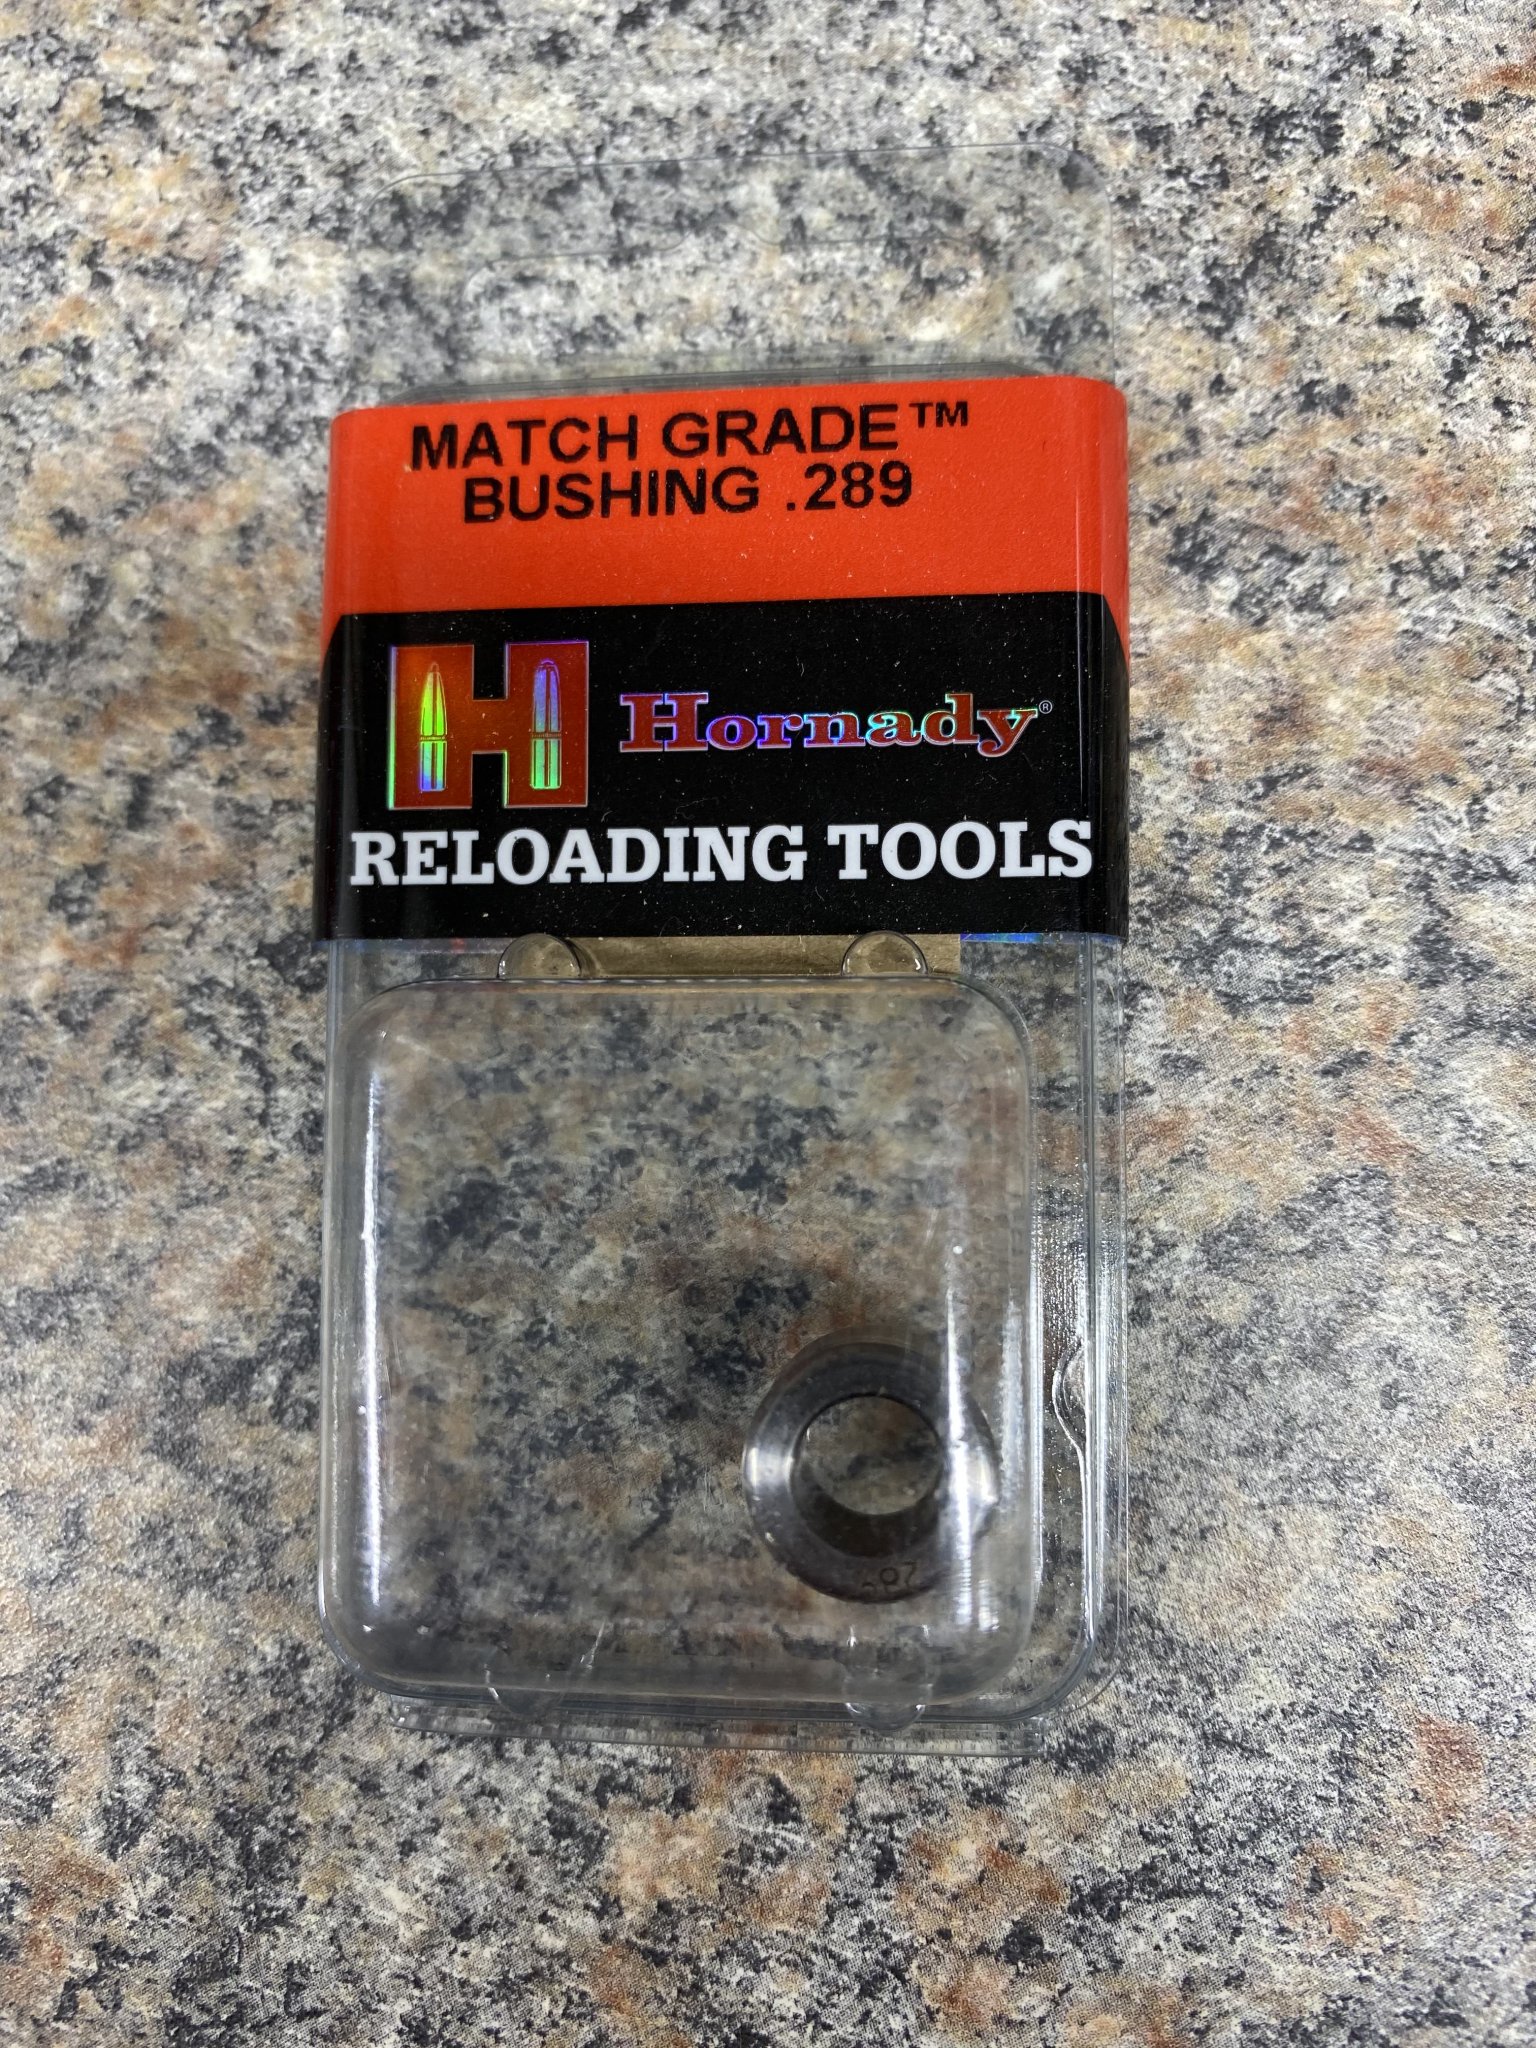 MATCH GRADE™
BUSHING .289
H Hornady®
RELOADING TOOLS